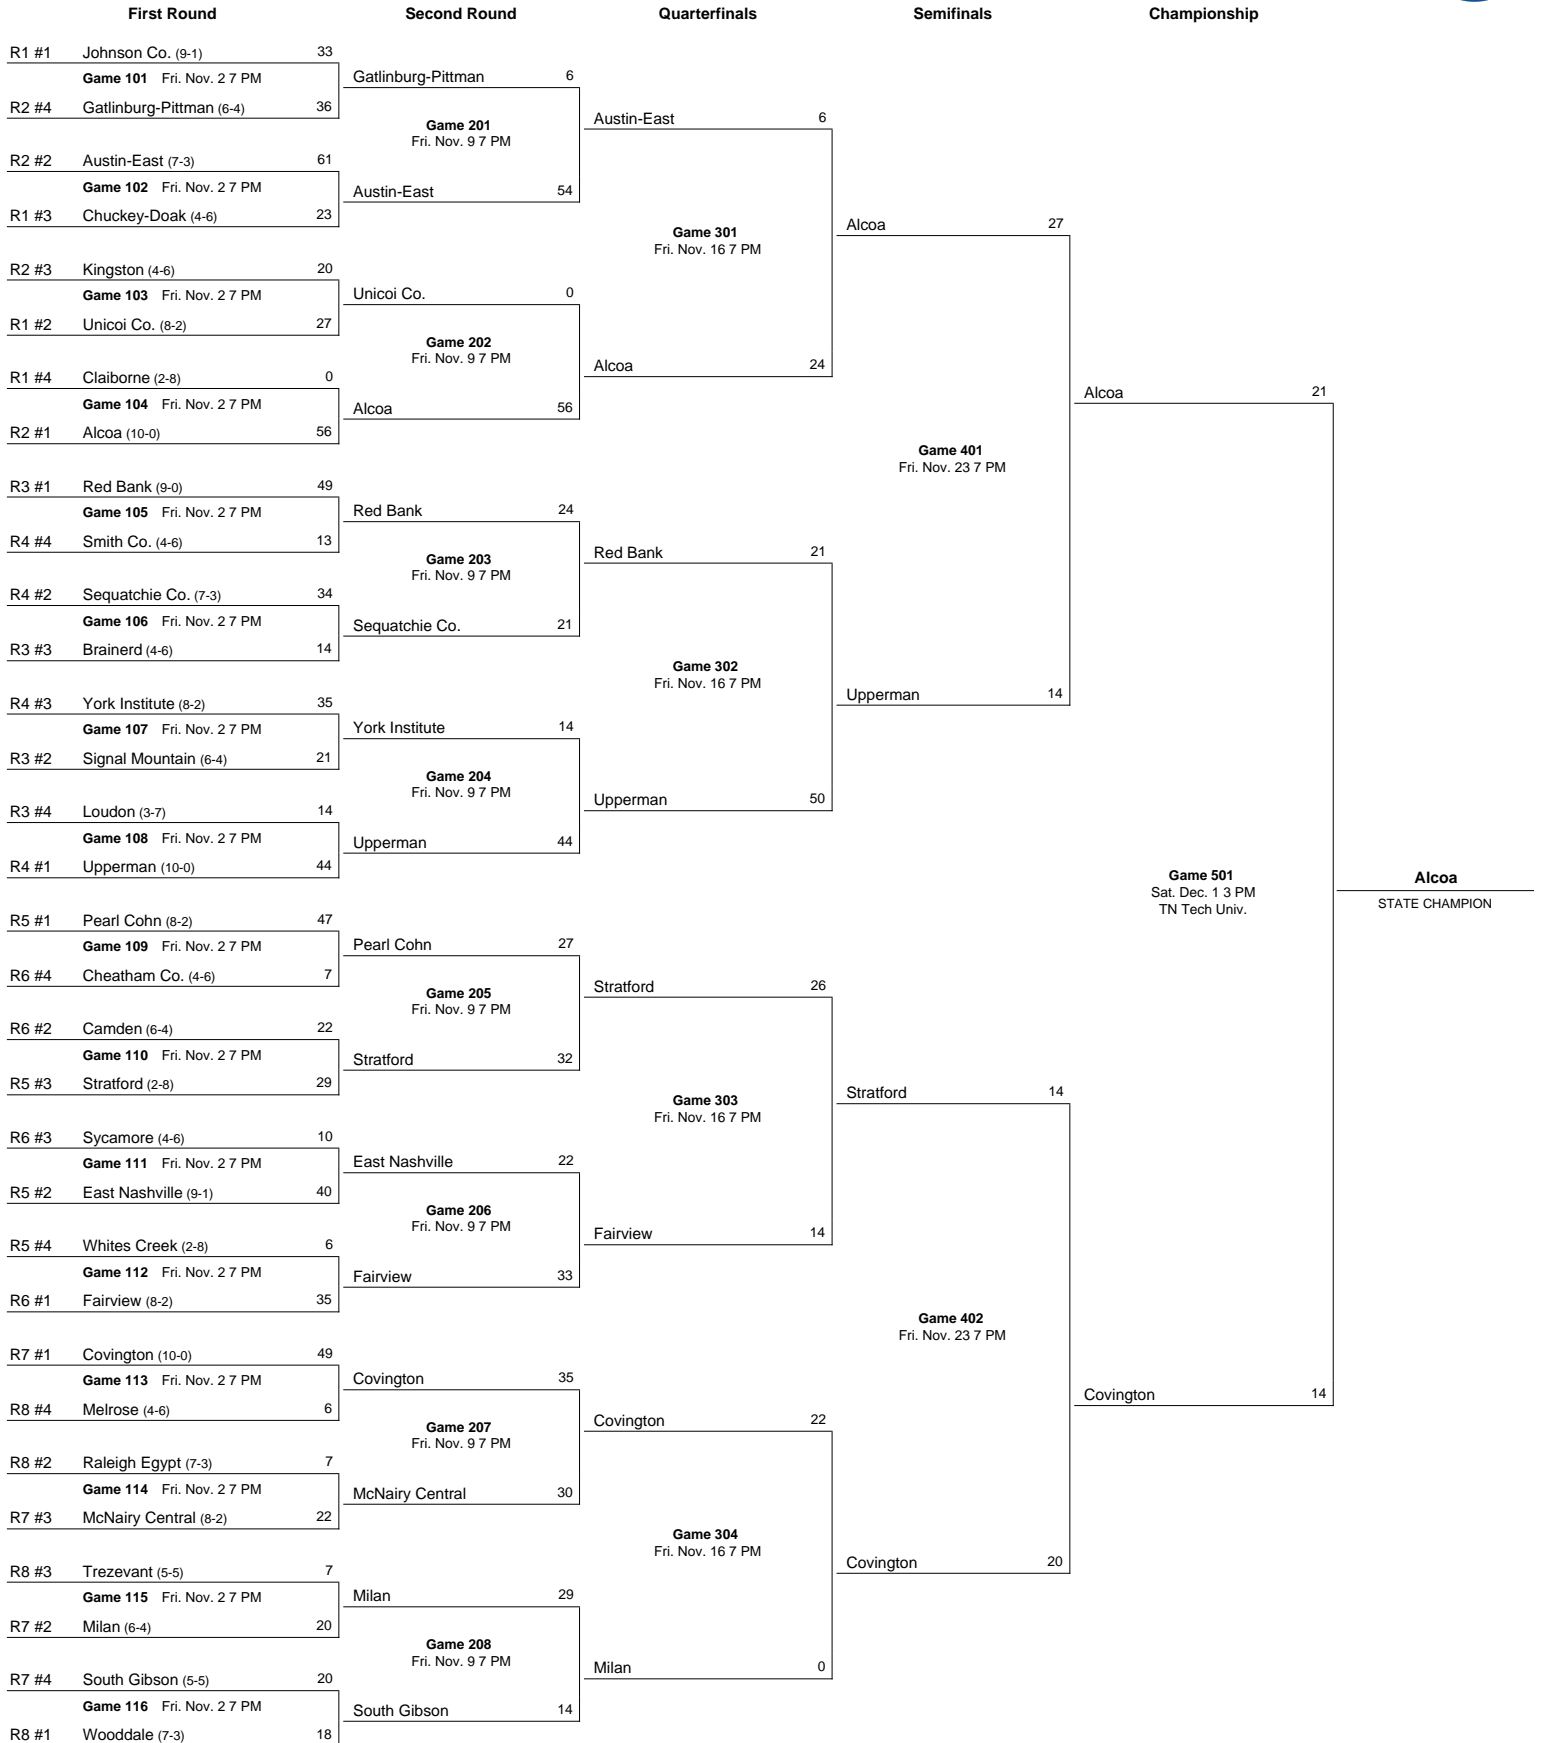 First Round Second Round Quarterfinals Semifinals Championship
R1 #1 Johnson Co. (9-1) 33
Game 101 Fri. Nov. 2 7 PM
R2 #4 Gatlinburg-Pittman (6-4) 36
R2 #2 Austin-East (7-3) 61
Game 102 Fri. Nov. 2 7 PM
R1 #3 Chuckey-Doak (4-6) 23
R2 #3 Kingston (4-6) 20
Game 103 Fri. Nov. 2 7 PM
R1 #2 Unicoi Co. (8-2) 27
R1 #4 Claiborne (2-8) 0
Game 104 Fri. Nov. 2 7 PM
R2 #1 Alcoa (10-0) 56
R3 #1 Red Bank (9-0) 49
Game 105 Fri. Nov. 2 7 PM
R4 #4 Smith Co. (4-6) 13
R4 #2 Sequatchie Co. (7-3) 34
Game 106 Fri. Nov. 2 7 PM
R3 #3 Brainerd (4-6) 14
R4 #3 York Institute (8-2) 35
Game 107 Fri. Nov. 2 7 PM
R3 #2 Signal Mountain (6-4) 21
R3 #4 Loudon (3-7) 14
Game 108 Fri. Nov. 2 7 PM
R4 #1 Upperman (10-0) 44
R5 #1 Pearl Cohn (8-2) 47
Game 109 Fri. Nov. 2 7 PM
R6 #4 Cheatham Co. (4-6) 7
R6 #2 Camden (6-4) 22
Game 110 Fri. Nov. 2 7 PM
R5 #3 Stratford (2-8) 29
R6 #3 Sycamore (4-6) 10
Game 111 Fri. Nov. 2 7 PM
R5 #2 East Nashville (9-1) 40
R5 #4 Whites Creek (2-8) 6
Game 112 Fri. Nov. 2 7 PM
R6 #1 Fairview (8-2) 35
R7 #1 Covington (10-0) 49
Game 113 Fri. Nov. 2 7 PM
R8 #4 Melrose (4-6) 6
R8 #2 Raleigh Egypt (7-3) 7
Game 114 Fri. Nov. 2 7 PM
R7 #3 McNairy Central (8-2) 22
R8 #3 Trezevant (5-5) 7
Game 115 Fri. Nov. 2 7 PM
R7 #2 Milan (6-4) 20
R7 #4 South Gibson (5-5) 20
Game 116 Fri. Nov. 2 7 PM
R8 #1 Wooddale (7-3) 18
Gatlinburg-Pittman 6
Game 201
Fri. Nov. 9 7 PM
Austin-East 54
Unicoi Co. 0
Game 202
Fri. Nov. 9 7 PM
Alcoa 56
Red Bank 24
Game 203
Fri. Nov. 9 7 PM
Sequatchie Co. 21
York Institute 14
Game 204
Fri. Nov. 9 7 PM
Upperman 44
Pearl Cohn 27
Game 205
Fri. Nov. 9 7 PM
Stratford 32
East Nashville 22
Game 206
Fri. Nov. 9 7 PM
Fairview 33
Covington 35
Game 207
Fri. Nov. 9 7 PM
McNairy Central 30
Milan 29
Game 208
Fri. Nov. 9 7 PM
South Gibson 14
Austin-East 6
Game 301
Fri. Nov. 16 7 PM
Alcoa 24
Red Bank 21
Game 302
Fri. Nov. 16 7 PM
Upperman 50
Stratford 26
Game 303
Fri. Nov. 16 7 PM
Fairview 14
Covington 22
Game 304
Fri. Nov. 16 7 PM
Milan 0
Alcoa 27
Game 401
Fri. Nov. 23 7 PM
Upperman 14
Stratford 14
Game 402
Fri. Nov. 23 7 PM
Covington 20
Alcoa 21
Game 501
Sat. Dec. 1 3 PM
TN Tech Univ.
Covington 14
Alcoa
STATE CHAMPION